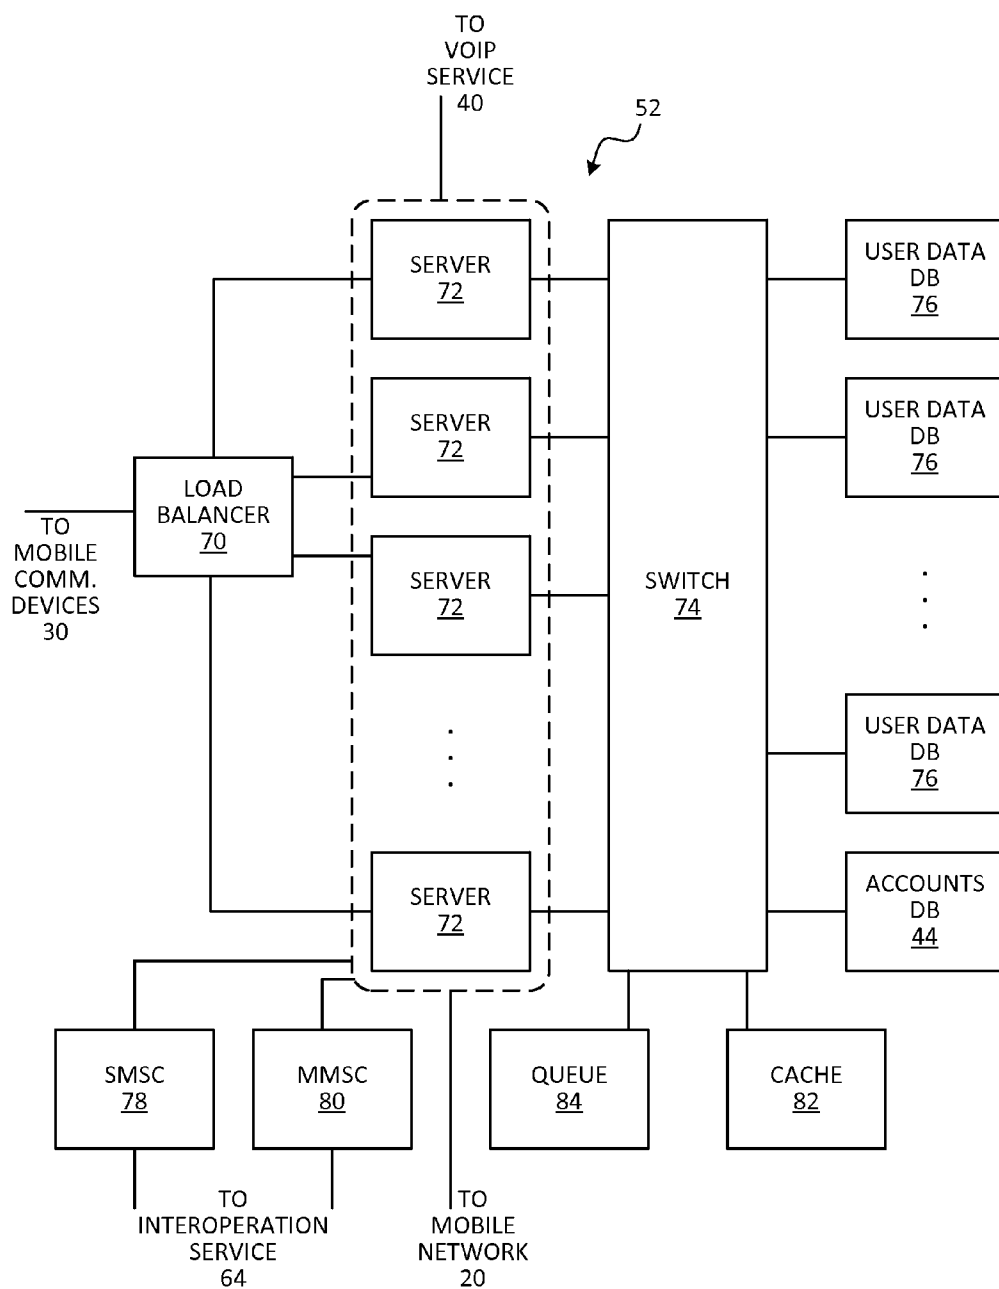 TO
VOIP
SERVICE
40
52
SERVER
72
USER DATA
DB
76
SERVER
72
USER DATA
DB
76
LOAD
BALANCER
70
TO
MOBILE
COMM.
DEVICES
30
SERVER
72
SWITCH
74
USER DATA
DB
76
SERVER
72
ACCOUNTS
DB
44
SMSC
78
MMSC
80
QUEUE
84
CACHE
82
TO
INTEROPERATION
SERVICE
64
TO
MOBILE
NETWORK
20